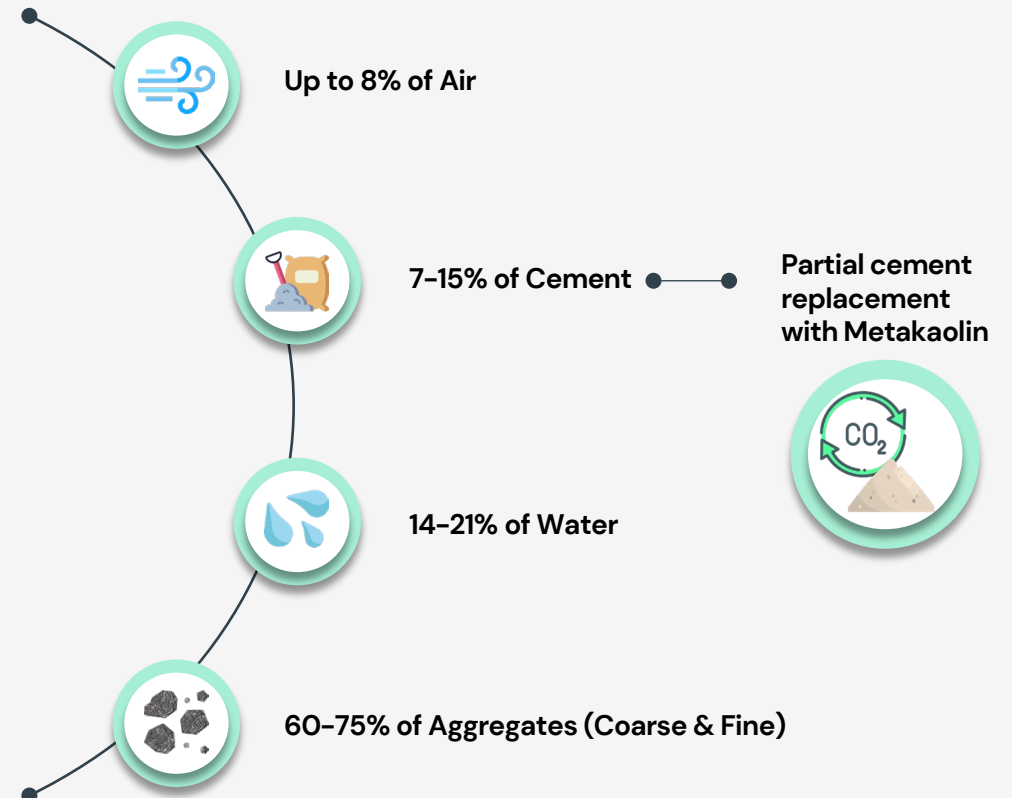 Up to 8% of Air
7-15% of Cement
Partial cement
replacement
with Metakaolin
CO₂
14-21% of Water
60-75% of Aggregates (Coarse & Fine)